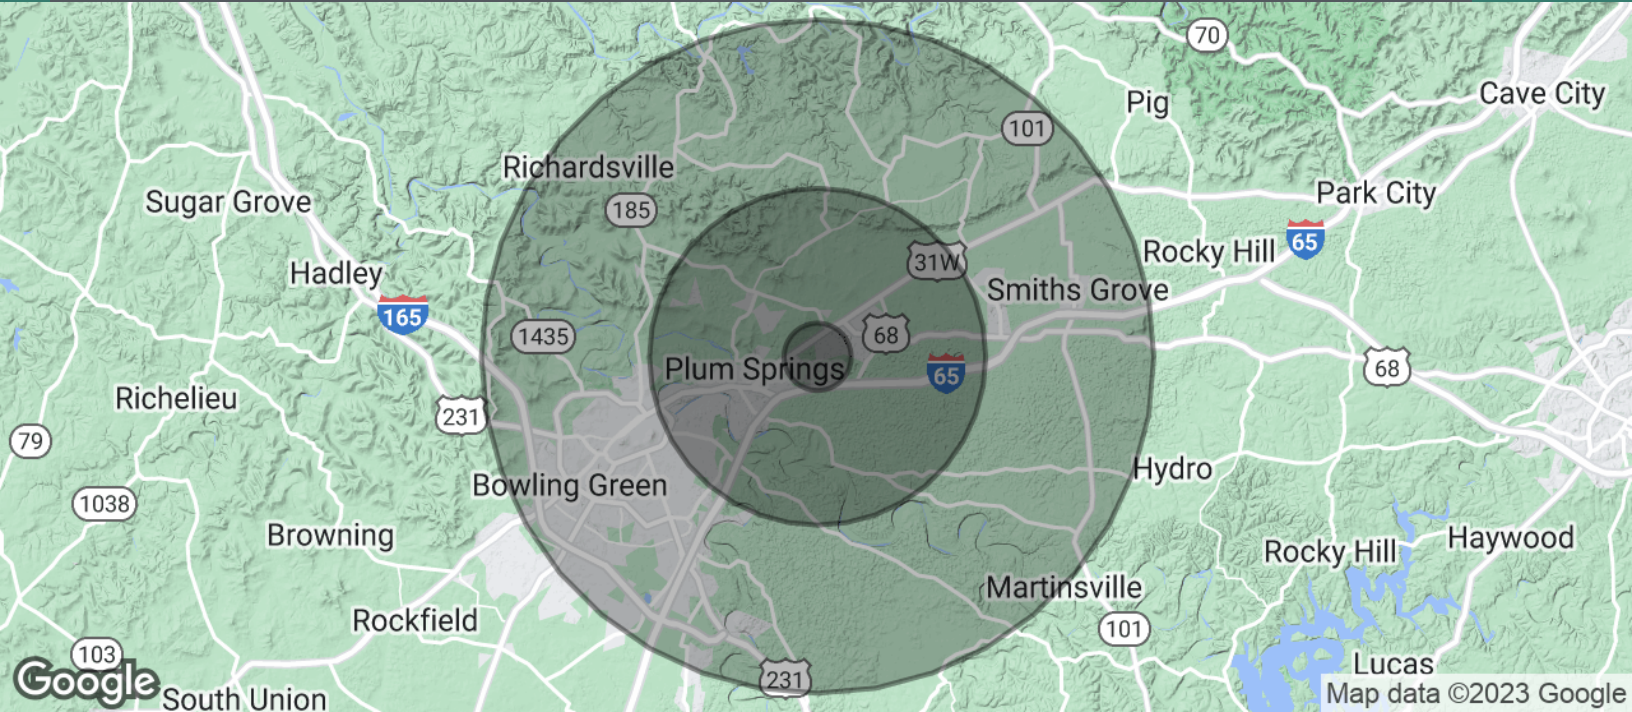 70
Cave City
Pig
101
Richardsville
Park City
Sugar Grove
185
65
Rocky Hill
31W
Hadley
Smiths Grove
165
1435
68
Plum Springs
65
68
Richelieu
231
79
Hydro
Bowling Green
1038
Browning
Haywood
Rocky Hill
Martinsville
Rockfield
101
103
Lucas
Google
231
South Union
Map data ©2023 Google